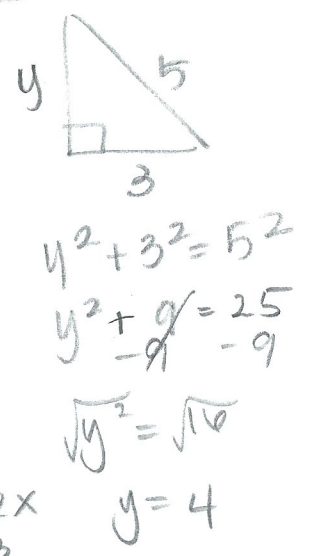 y 5
3
y² + 3² = 5²
y² + 9 = 25
-9 -9
√y² = √16
y = 4
x